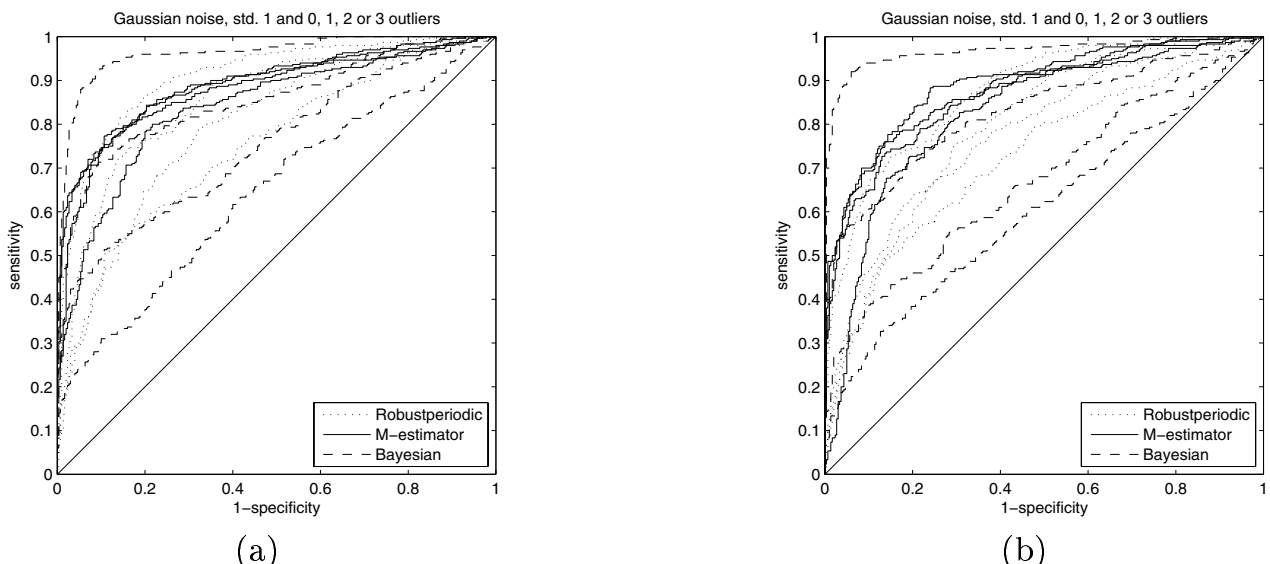 Gaussian noise, std. 1 and 0, 1, 2 or 3 outliers
1
0.9
0.8
0.7
0.6
0.5
0.4
0.3
0.2
0.1
0
sensitivity
Robustperiodic
M−estimator
Bayesian
0 0.2 0.4 0.6 0.8 1
1−specificity
(a)
Gaussian noise, std. 1 and 0, 1, 2 or 3 outliers
1
0.9
0.8
0.7
0.6
0.5
0.4
0.3
0.2
0.1
0
sensitivity
Robustperiodic
M−estimator
Bayesian
0 0.2 0.4 0.6 0.8 1
1−specificity
(b)